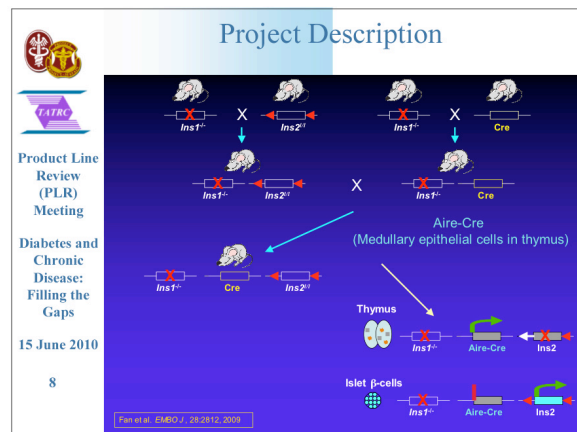 Project Description
TATRC
Product Line
Review
(PLR)
Meeting
Diabetes and
Chronic
Disease:
Filling the
Gaps
15 June 2010
8
X
X
Ins1-/-
Ins2f/f
Ins1-/-
Cre
X
Ins1-/-
Ins2f/f
Ins1-/-
Cre
Aire-Cre
(Medullary epithelial cells in thymus)
Ins1-/-
Cre
Ins2f/f
Thymus
Ins1-/-
Aire-Cre
Ins2
Islet β-cells
Ins1-/-
Aire-Cre
Ins2
Fan et al. EMBO J , 28:2812, 2009